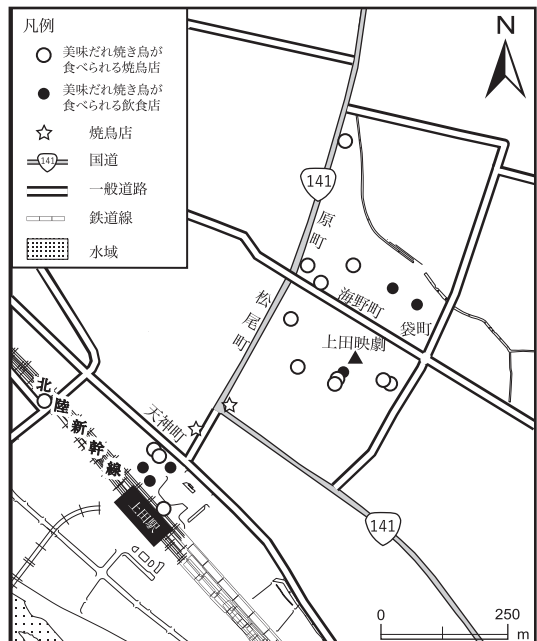 凡例
美味だれ焼き鳥が
食べられる焼鳥店
美味だれ焼き鳥が
食べられる飲食店
焼鳥店
141
国道
一般道路
鉄道線
水域
N
141
原町
海野町
袋町
松尾町
上田映劇
天神町
北陸新幹線
上田駅
141
0
250
m